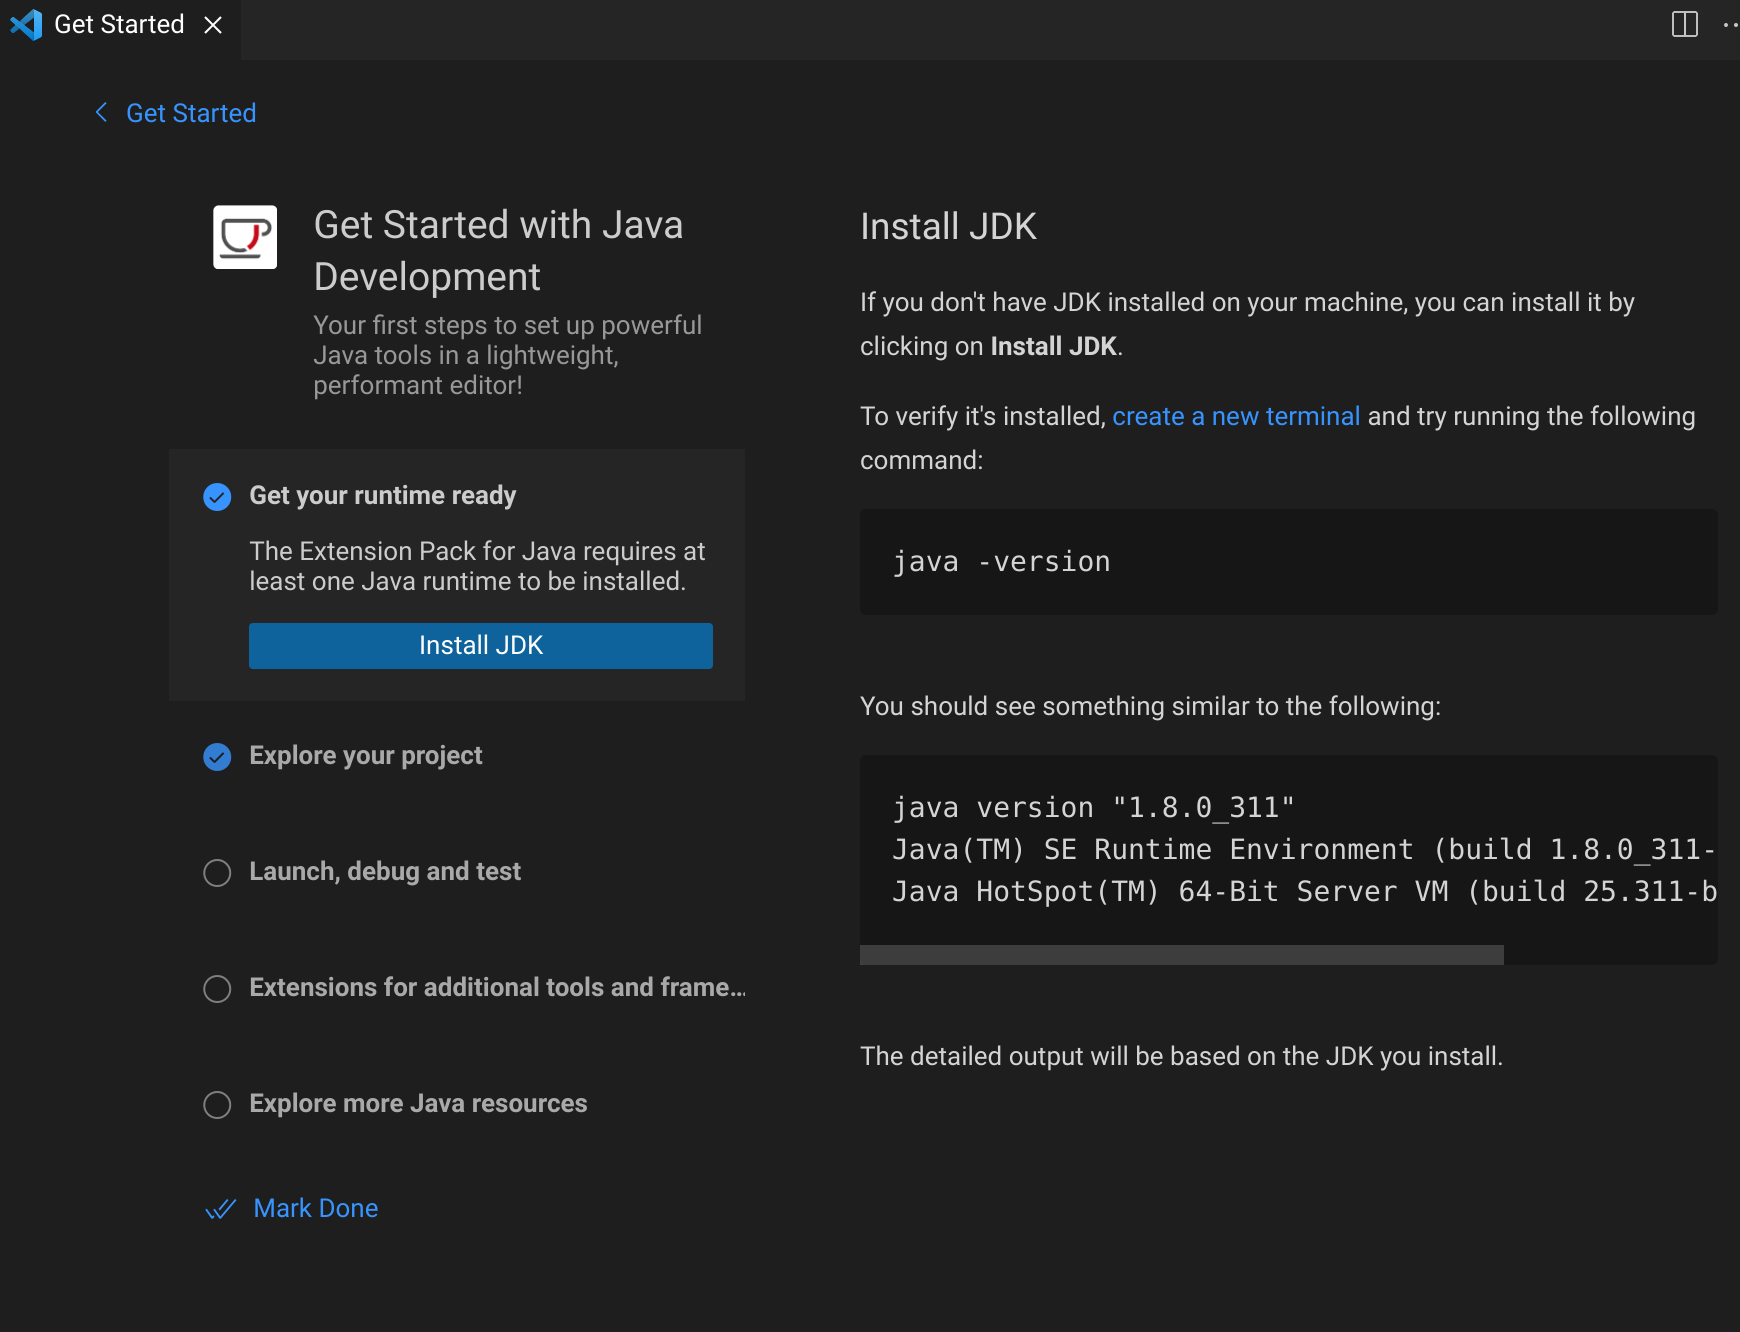 Get Started
Get Started
Get Started with Java
Development
Your first steps to set up powerful
Java tools in a lightweight,
performant editor!
Get your runtime ready
The Extension Pack for Java requires at
least one Java runtime to be installed.
Install JDK
Explore your project
Launch, debug and test
Extensions for additional tools and frame…
Explore more Java resources
Mark Done
Install JDK
If you don't have JDK installed on your machine, you can install it by
clicking on Install JDK.
To verify it's installed, create a new terminal and try running the following
command:
java -version
You should see something similar to the following:
java version "1.8.0_311"
Java(TM) SE Runtime Environment (build 1.8.0_311-
Java HotSpot(TM) 64-Bit Server VM (build 25.311-b
The detailed output will be based on the JDK you install.